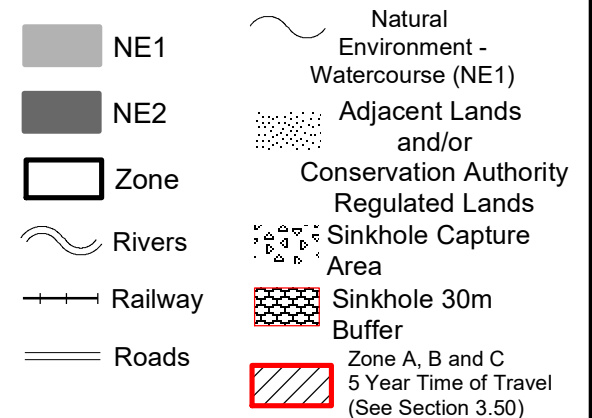 NE1
NE2
Zone
Rivers
Railway
Roads
Natural
Environment -
Watercourse (NE1)
Adjacent Lands
and/or
Conservation Authority
Regulated Lands
Sinkhole Capture
Area
Sinkhole 30m
Buffer
Zone A, B and C
5 Year Time of Travel
(See Section 3.50)